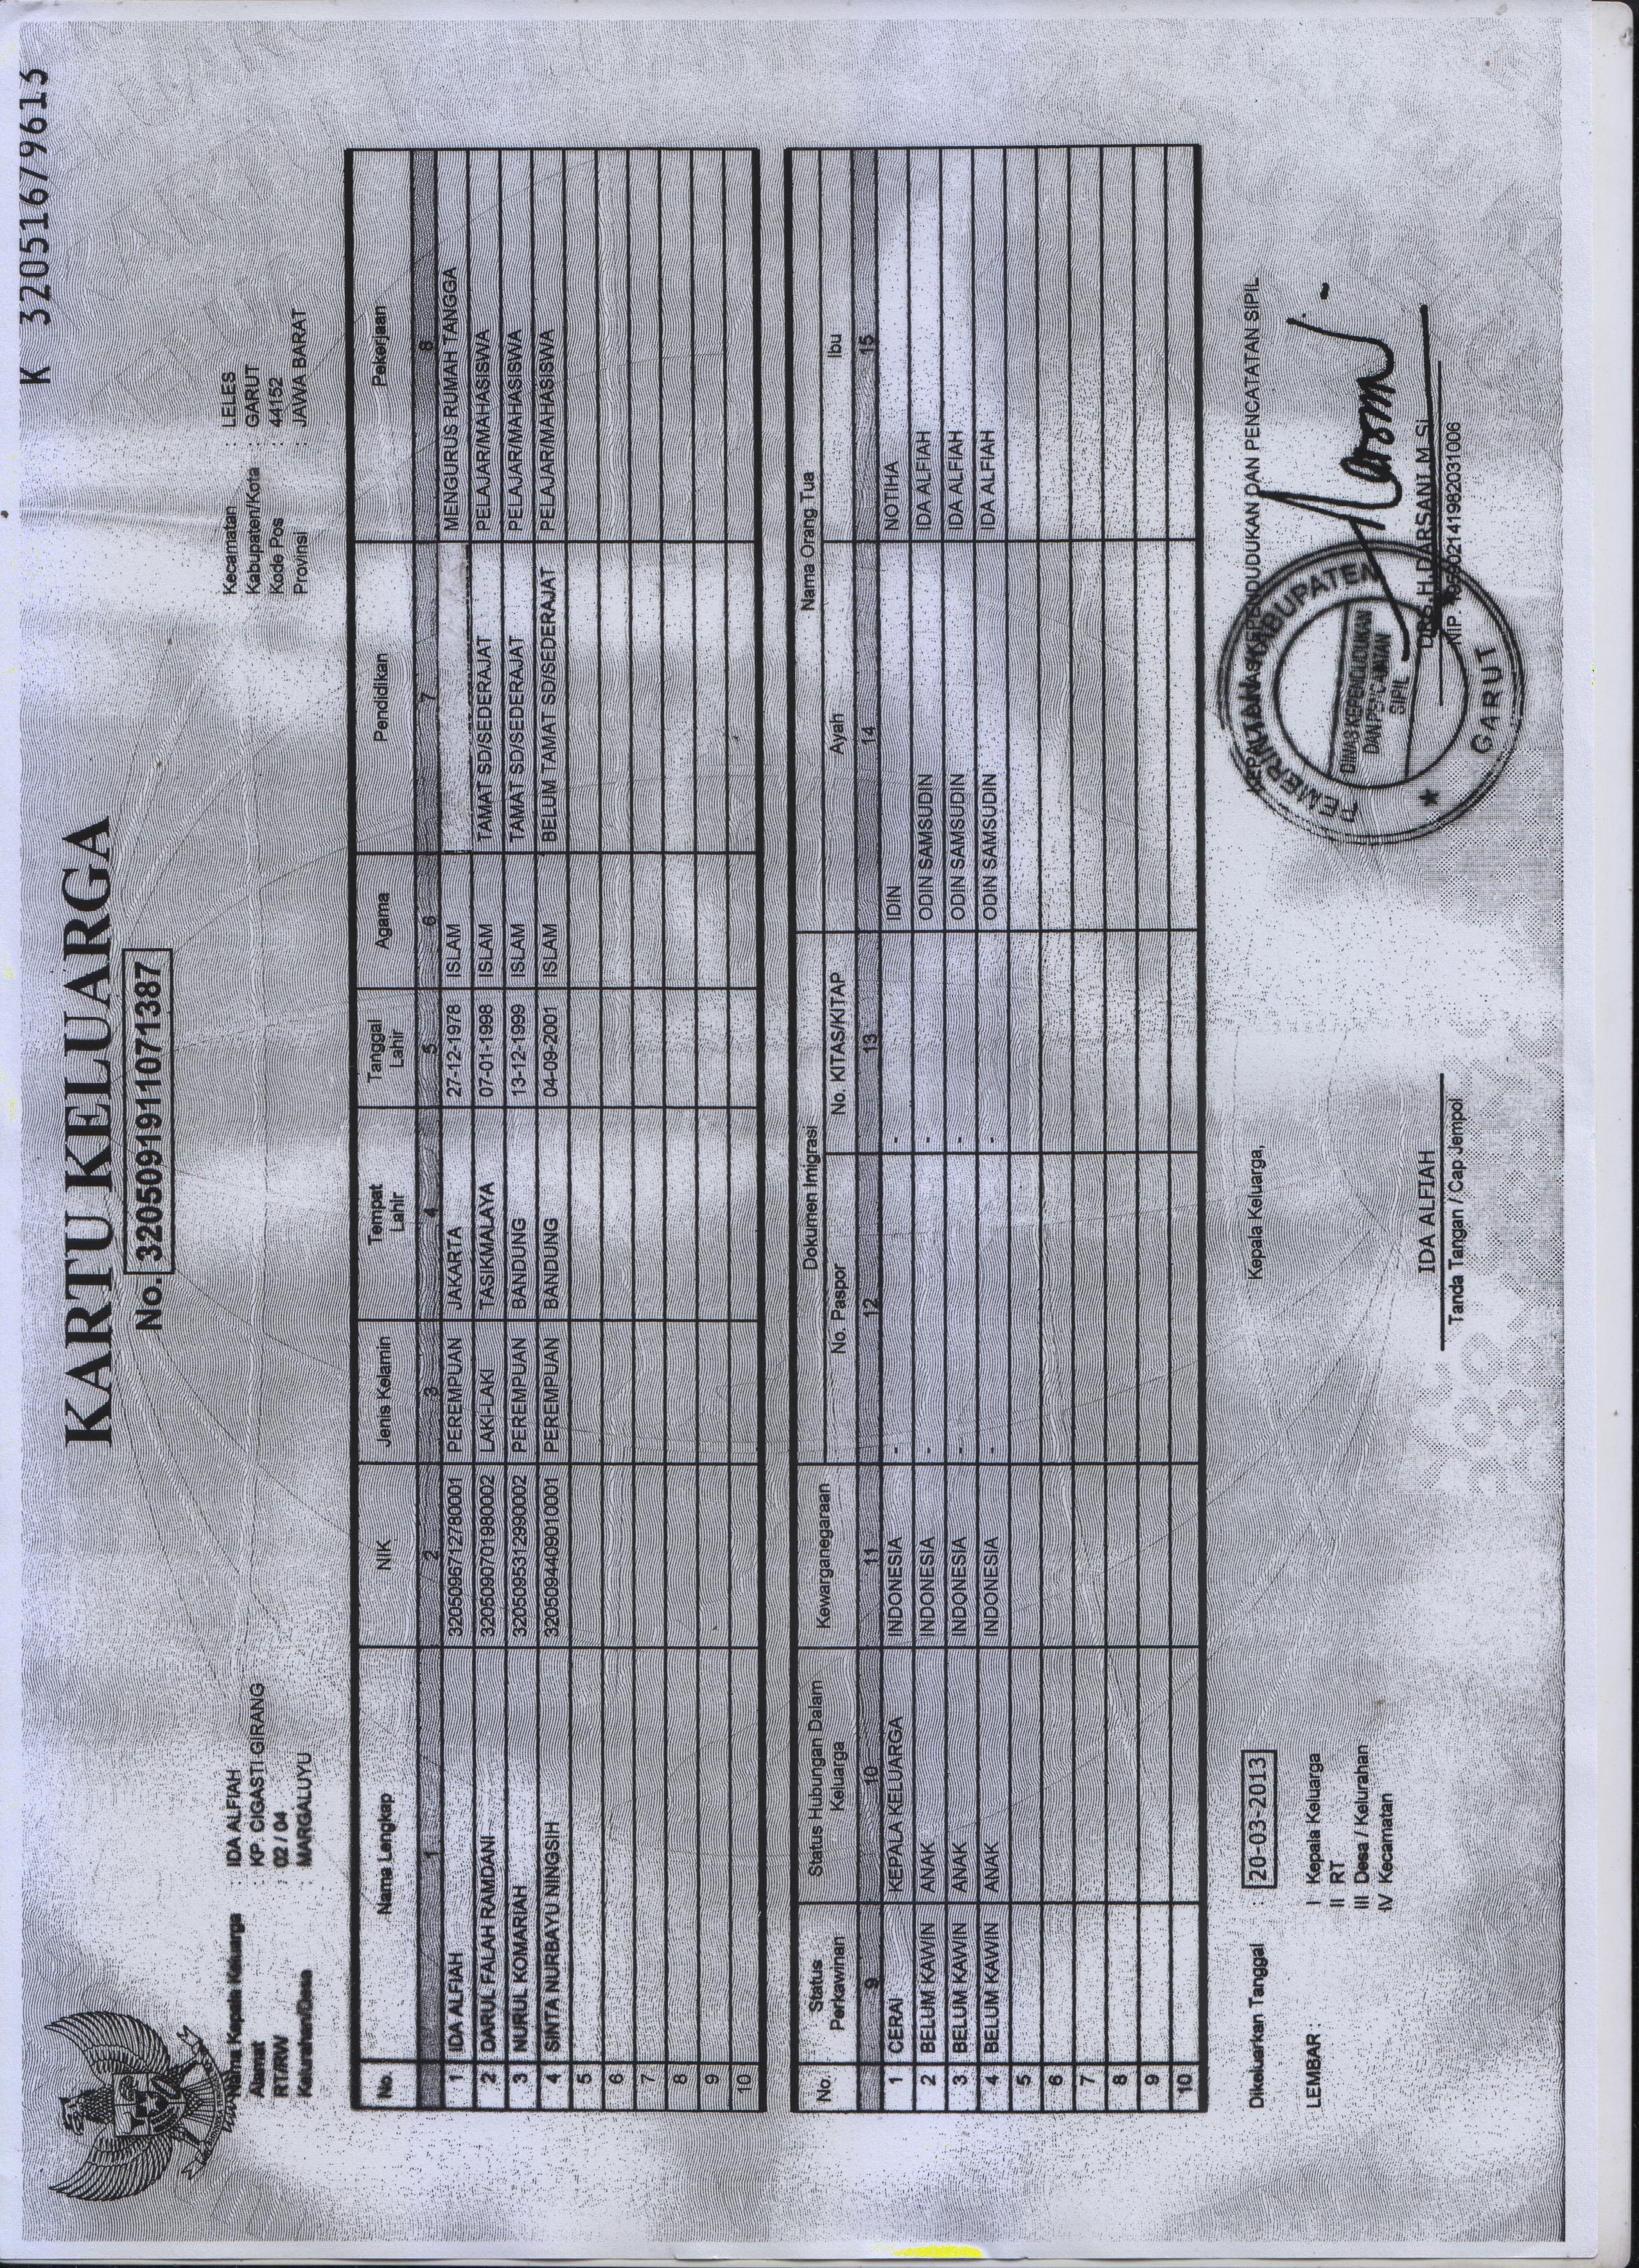 K 32051679613
KARTU KELUARGA
No. 3205091911071387
Nama Kepala Keluarga : IDA ALFIAH
Alamat : KP. CIGASTI GIRANG
RT/RW : 02 / 04
Kelurahan/Desa : MARGALUYU
Kecamatan : LELES
Kabupaten/Kota : GARUT
Kode Pos : 44152
Provinsi : JAWA BARAT
No. Nama Lengkap NIK Jenis Kelamin Tempat Lahir Tanggal Lahir Agama Pendidikan Pekerjaan
1 2 3 4 5 6 7 8
1 IDA ALFIAH 3205096712780001 PEREMPUAN JAKARTA 27-12-1978 ISLAM MENGURUS RUMAH TANGGA
2 DARUL FALAH RAMDANI 3205090701980002 LAKI-LAKI TASIKMALAYA 07-01-1998 ISLAM TAMAT SD/SEDERAJAT PELAJAR/MAHASISWA
3 NURUL KOMARIAH 3205095312990002 PEREMPUAN BANDUNG 13-12-1999 ISLAM TAMAT SD/SEDERAJAT PELAJAR/MAHASISWA
4 SINTA NURBAYU NINGSIH 3205094409010001 PEREMPUAN BANDUNG 04-09-2001 ISLAM BELUM TAMAT SD/SEDERAJAT PELAJAR/MAHASISWA
5
6
7
8
9
10
No. Status Perkawinan Status Hubungan Dalam Keluarga Kewarganegaraan Dokumen Imigrasi Nama Orang Tua
No. Paspor No. KITAS/KITAP Ayah Ibu
9 10 11 12 13 14 15
1 CERAI KEPALA KELUARGA INDONESIA - - IDIN NOTIHA
2 BELUM KAWIN ANAK INDONESIA - - ODIN SAMSUDIN IDA ALFIAH
3 BELUM KAWIN ANAK INDONESIA - - ODIN SAMSUDIN IDA ALFIAH
4 BELUM KAWIN ANAK INDONESIA - - ODIN SAMSUDIN IDA ALFIAH
5
6
7
8
9
10
Dikeluarkan Tanggal : 20-03-2013
LEMBAR :
I Kepala Keluarga
II RT
III Desa / Kelurahan
IV Kecamatan
Kepala Keluarga,
IDA ALFIAH
Tanda Tangan / Cap Jempol
KEPALA DINAS KEPENDUDUKAN DAN PENCATATAN SIPIL
PEMERINTAH KABUPATEN
DINAS KEPENDUDUKAN
DAN PENCATATAN
SIPIL
GARUT
DRS. H. DARSANI, M.Si
NIP.